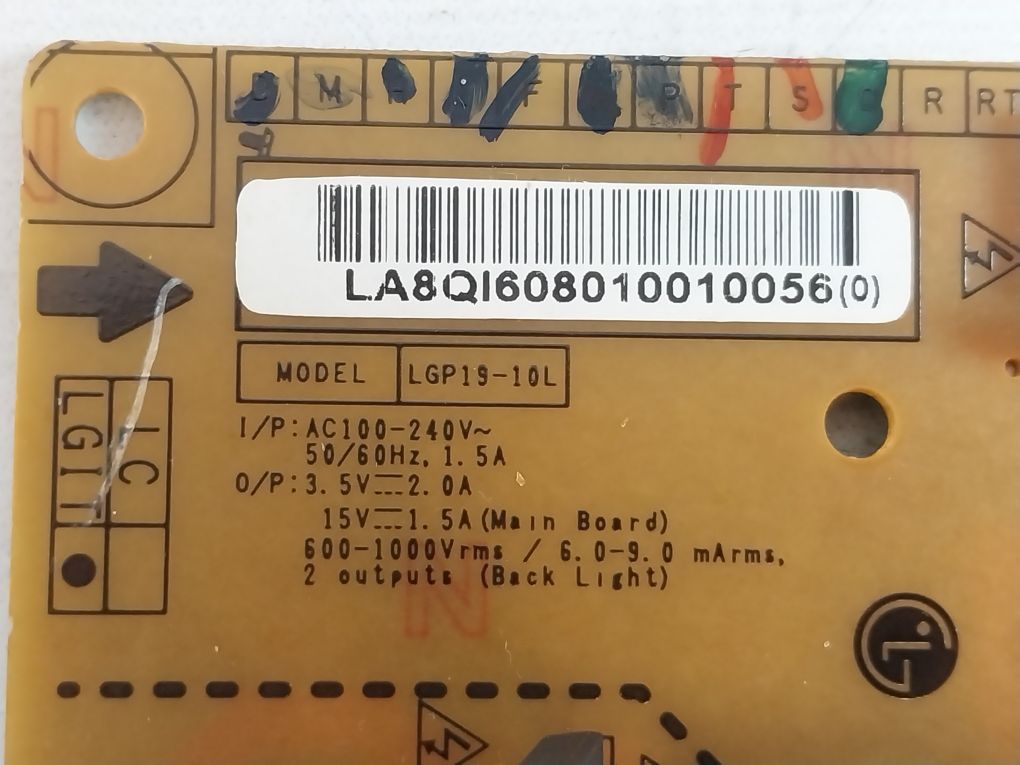 M F P T S R RT
LA8QI608010010056(0)
MODEL LGP19-10L
I/P: AC100-240V~
50/60Hz, 1.5A
O/P: 3.5V⎓2.0A
15V⎓1.5A (Main Board)
600-1000Vrms / 6.0-9.0 mArms,
2 outputs (Back Light)
LC
LGIT